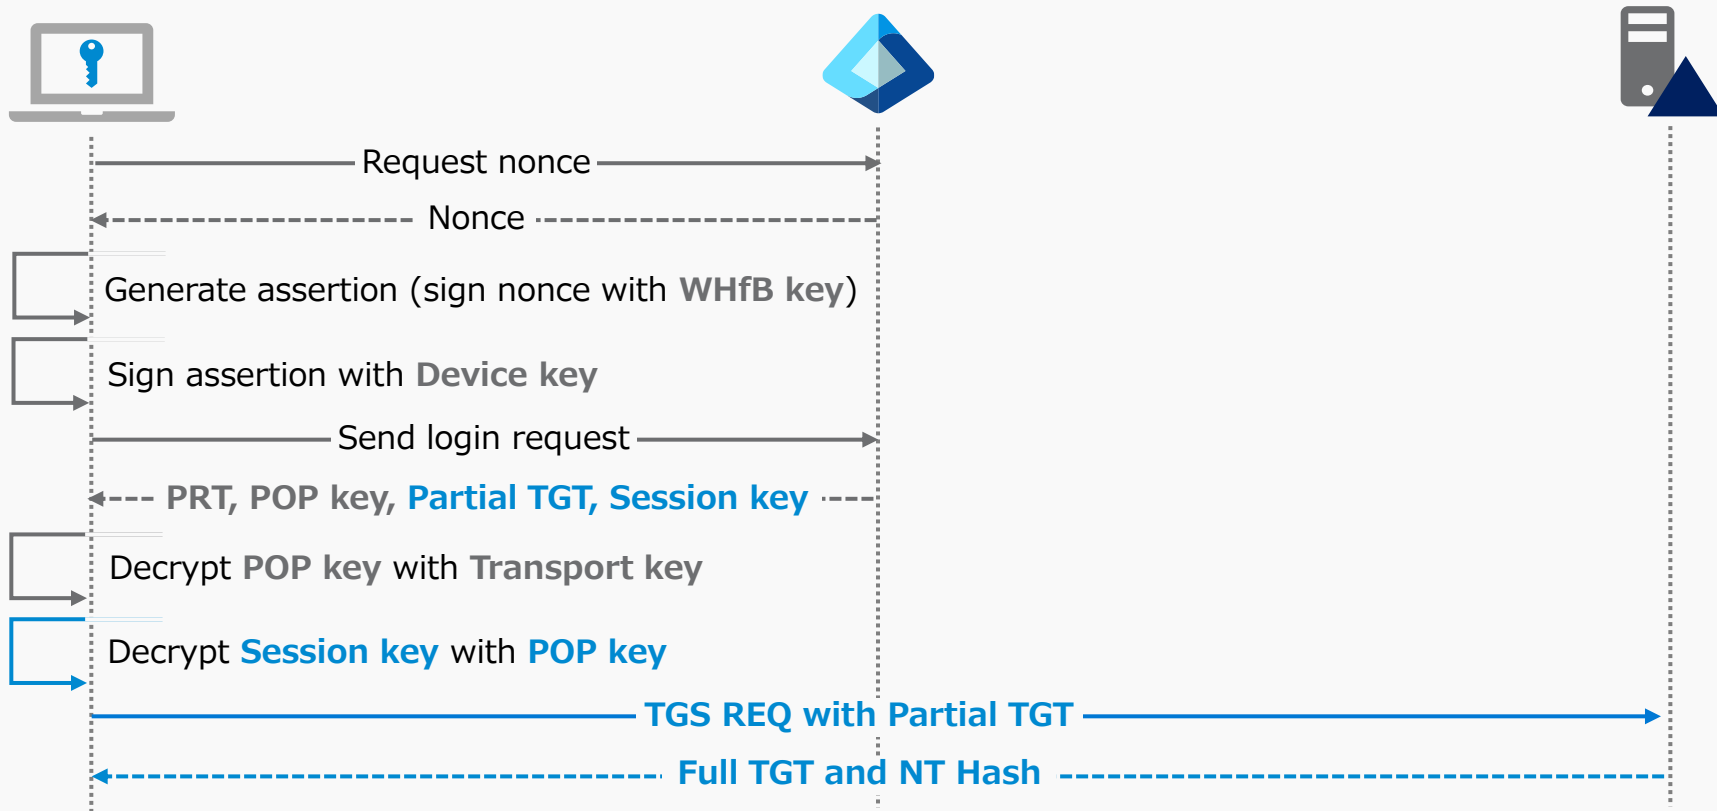 Request nonce
Nonce
Generate assertion (sign nonce with WHfB key)
Sign assertion with Device key
Send login request
PRT, POP key, Partial TGT, Session key
Decrypt POP key with Transport key
Decrypt Session key with POP key
TGS REQ with Partial TGT
Full TGT and NT Hash